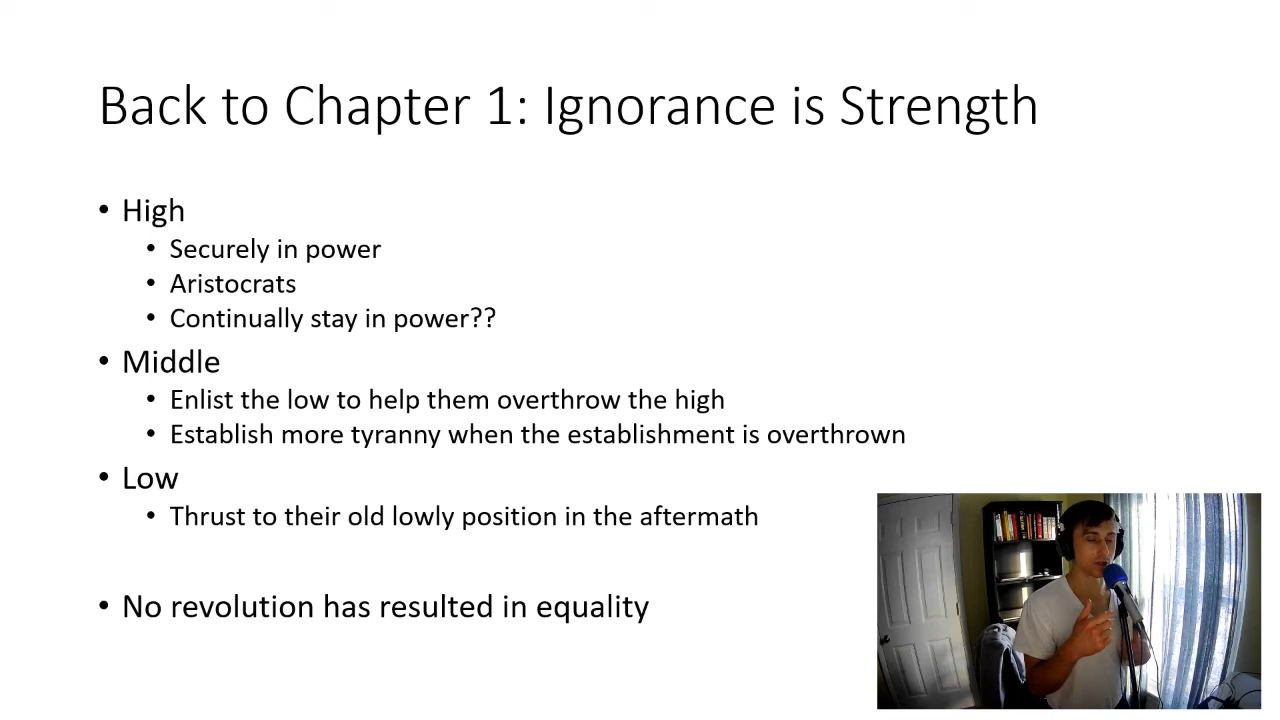 Back to Chapter 1: Ignorance is Strength
• High
• Securely in power
• Aristocrats
• Continually stay in power??
• Middle
• Enlist the low to help them overthrow the high
• Establish more tyranny when the establishment is overthrown
• Low
• Thrust to their old lowly position in the aftermath
• No revolution has resulted in equality